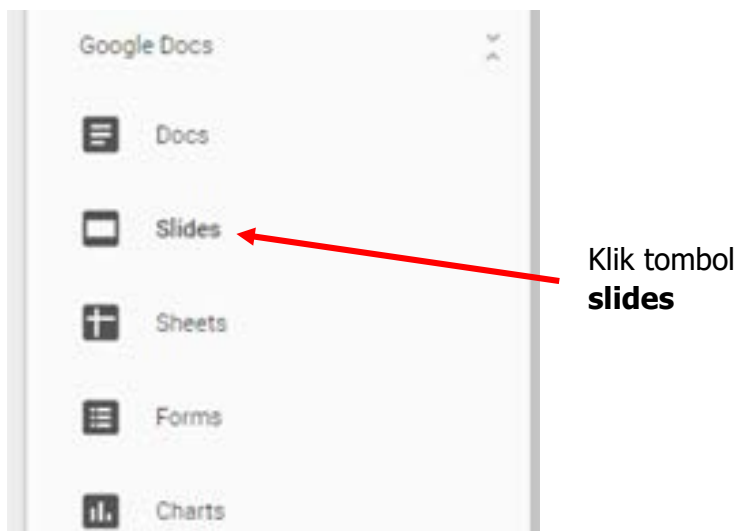 Google Docs
Docs
Slides
Klik tombol
slides
Sheets
Forms
Charts